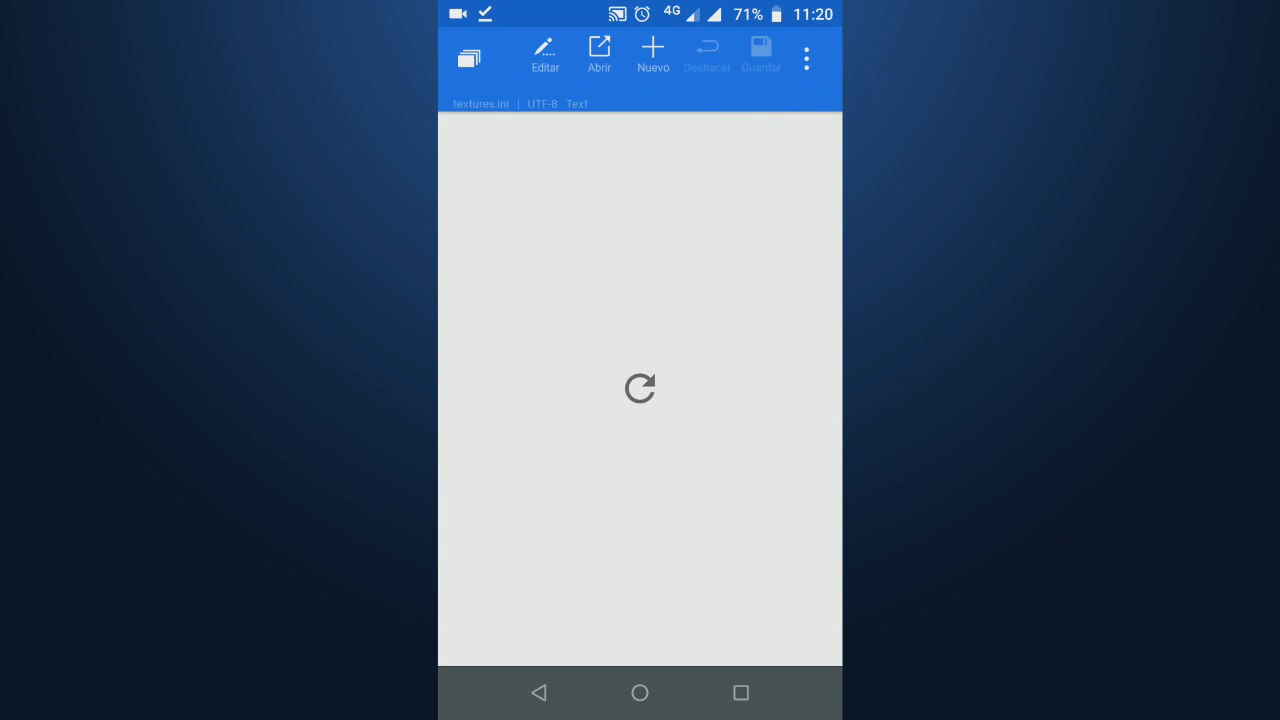 4G 71% 11:20
Editar Abrir Nuevo Deshacer Guardar
textures.ini | UTF-8 Text